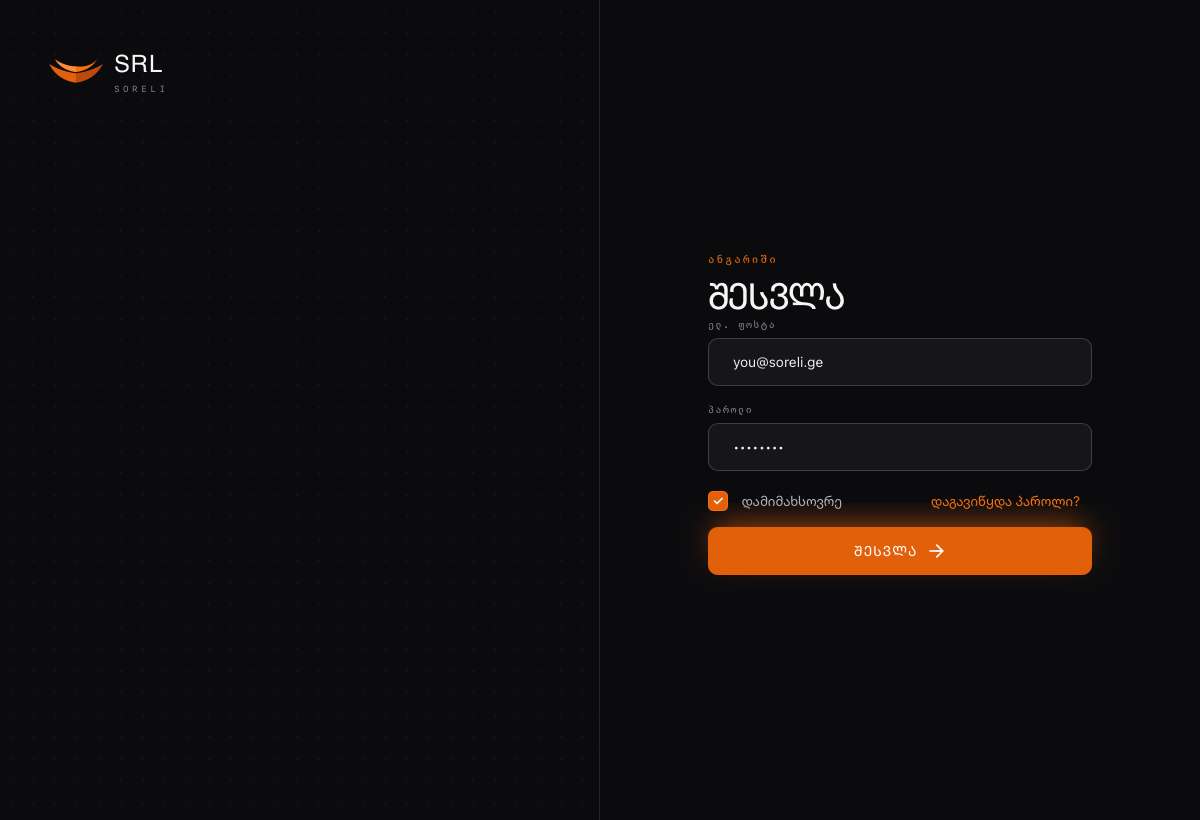 SRL
SORELI
ანგარიში
შესვლა
ელ. ფოსტა
you@soreli.ge
პაროლი
••••••••
დამიმახსოვრე
დაგავიწყდა პაროლი?
შესვლა →